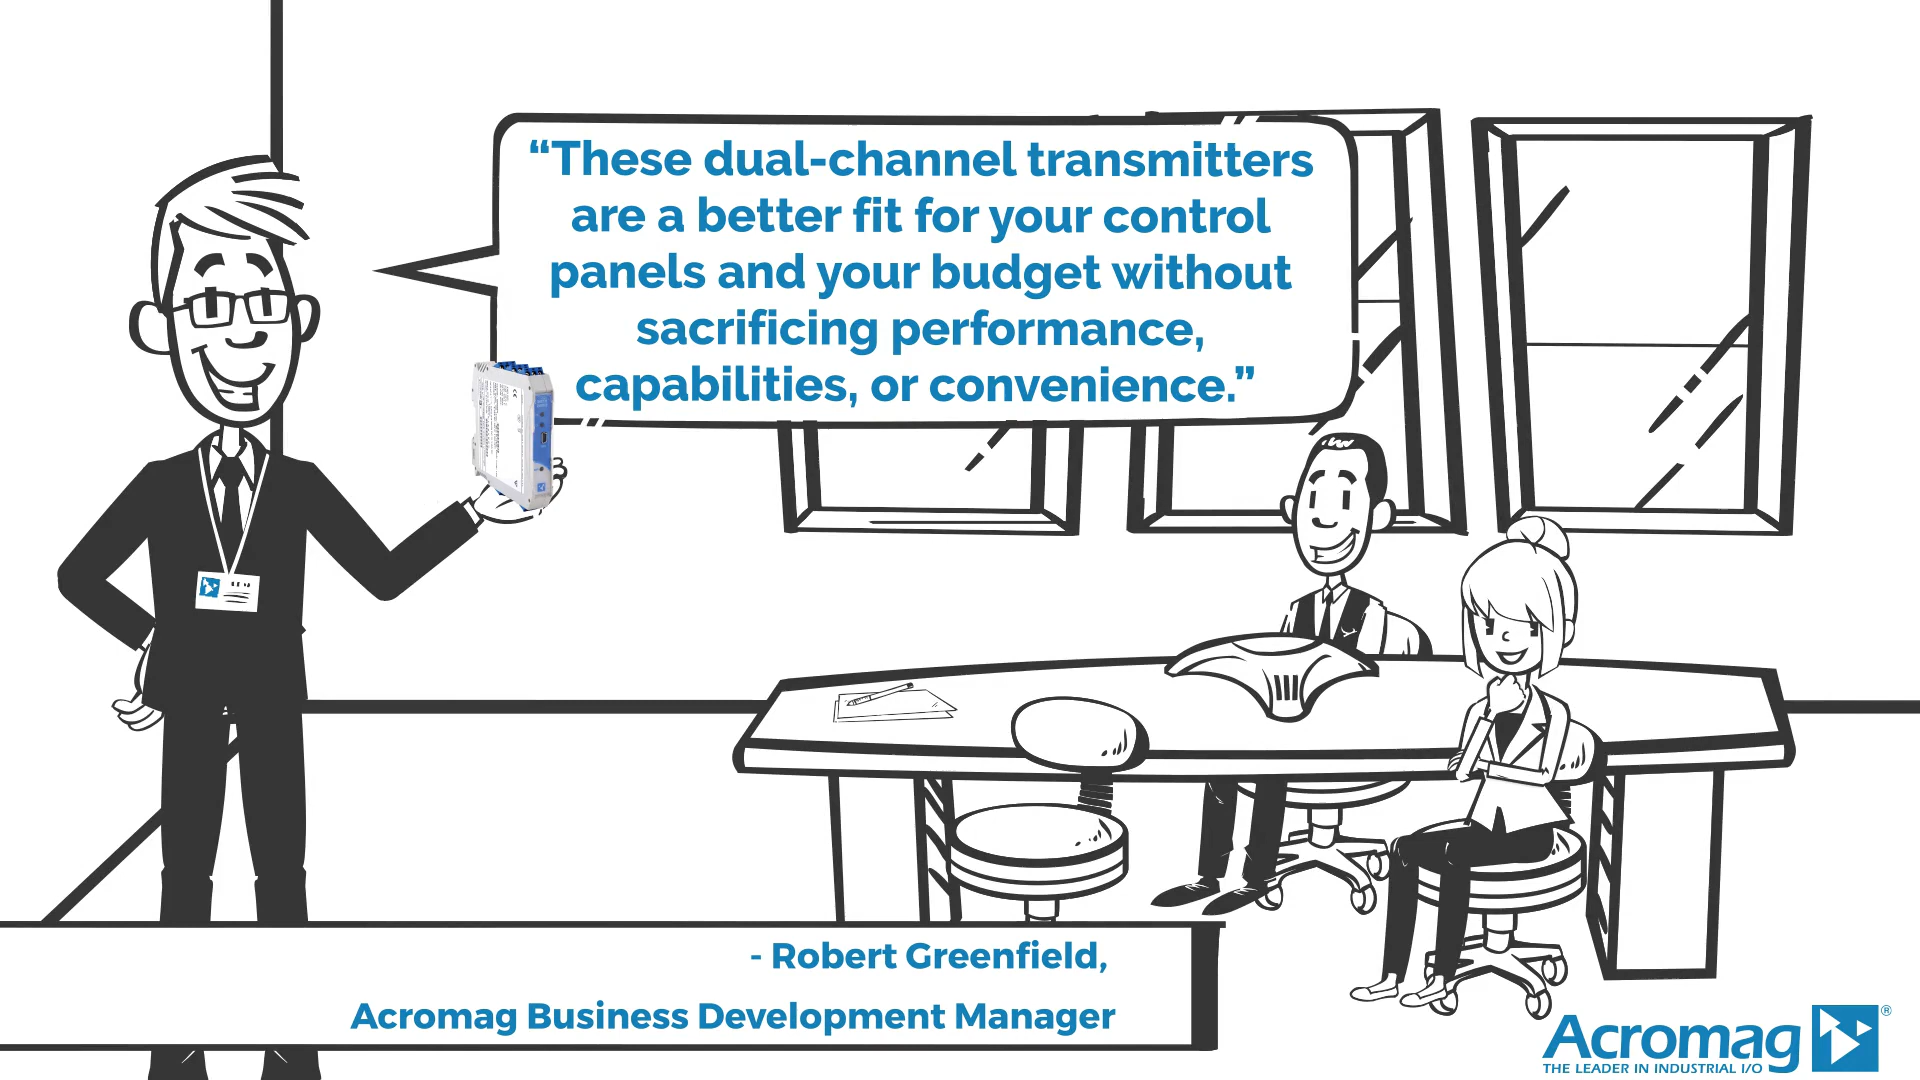 “These dual-channel transmitters
are a better fit for your control
panels and your budget without
sacrificing performance,
capabilities, or convenience.”
- Robert Greenfield,
Acromag Business Development Manager
Acromag®
THE LEADER IN INDUSTRIAL I/O